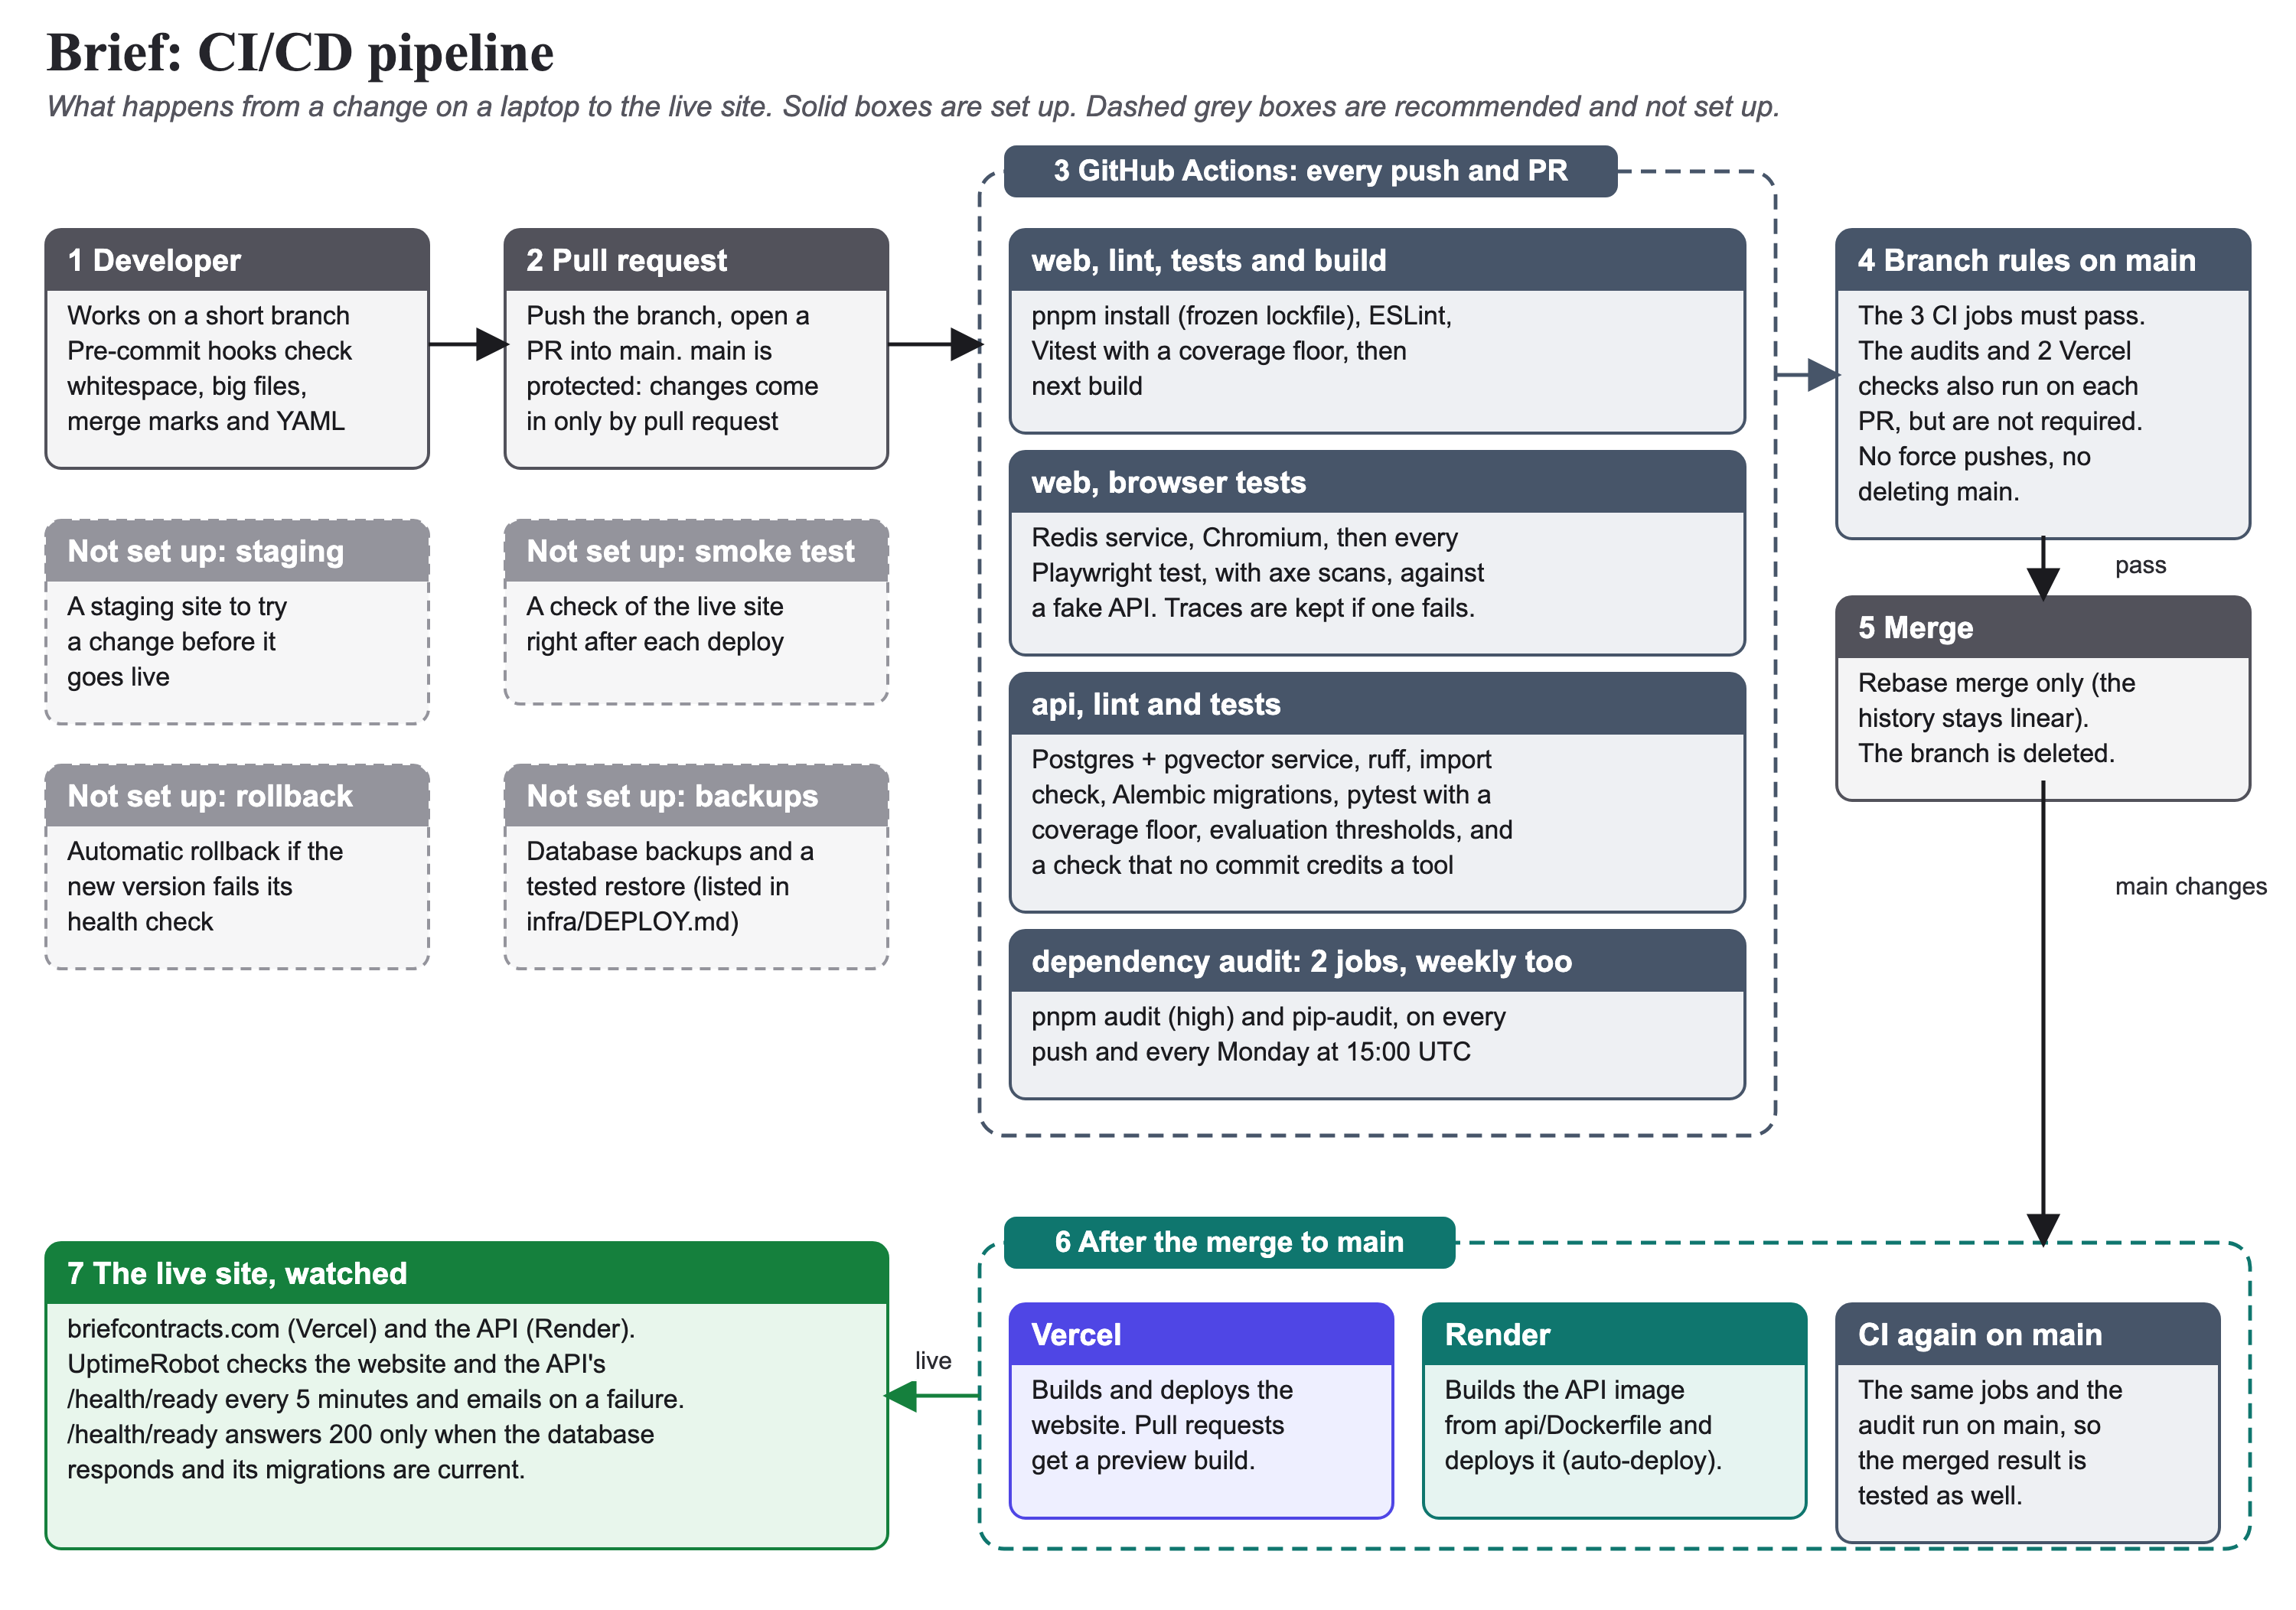 Brief: CI/CD pipeline
What happens from a change on a laptop to the live site. Solid boxes are set up. Dashed grey boxes are recommended and not set up.
1 Developer
Works on a short branch
Pre-commit hooks check
whitespace, big files,
merge marks and YAML
2 Pull request
Push the branch, open a
PR into main. main is
protected: changes come
in only by pull request
Not set up: staging
A staging site to try
a change before it
goes live
Not set up: smoke test
A check of the live site
right after each deploy
Not set up: rollback
Automatic rollback if the
new version fails its
health check
Not set up: backups
Database backups and a
tested restore (listed in
infra/DEPLOY.md)
3 GitHub Actions: every push and PR
web, lint, tests and build
pnpm install (frozen lockfile), ESLint,
Vitest with a coverage floor, then
next build
web, browser tests
Redis service, Chromium, then every
Playwright test, with axe scans, against
a fake API. Traces are kept if one fails.
api, lint and tests
Postgres + pgvector service, ruff, import
check, Alembic migrations, pytest with a
coverage floor, evaluation thresholds, and
a check that no commit credits a tool
dependency audit: 2 jobs, weekly too
pnpm audit (high) and pip-audit, on every
push and every Monday at 15:00 UTC
4 Branch rules on main
The 3 CI jobs must pass.
The audits and 2 Vercel
checks also run on each
PR, but are not required.
No force pushes, no
deleting main.
pass
5 Merge
Rebase merge only (the
history stays linear).
The branch is deleted.
main changes
6 After the merge to main
Vercel
Builds and deploys the
website. Pull requests
get a preview build.
Render
Builds the API image
from api/Dockerfile and
deploys it (auto-deploy).
CI again on main
The same jobs and the
audit run on main, so
the merged result is
tested as well.
live
7 The live site, watched
briefcontracts.com (Vercel) and the API (Render).
UptimeRobot checks the website and the API's
/health/ready every 5 minutes and emails on a failure.
/health/ready answers 200 only when the database
responds and its migrations are current.